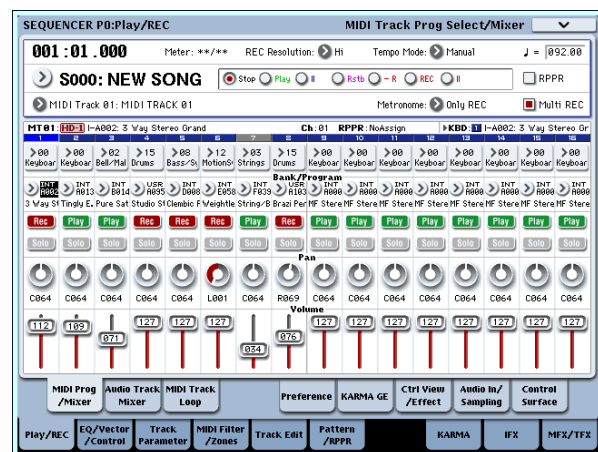 SEQUENCER P0:Play/REC MIDI Track Prog Select/Mixer
001 :01 .000 Meter: **/** REC Resolution: Hi Tempo Mode: Manual ♩ = 092.00
S000: NEW SONG Stop Play II Rstb - R REC II RPPR
MIDI Track 01: MIDI TRACK 01 Metronome: Only REC Multi REC
MT01: HD-1 I-A002: 3 Way Stereo Grand Ch:01 RPPR:NoAssign KBD: I-A002: 3 Way Stereo Gr
1 2 3 4 5 6 7 8 9 10 11 12 13 14 15 16
00 00 02 15 08 12 03 15 00 00 00 00 00 00 00 00
Keyboar Keyboar Bell/Mal Drums Bass/S MotionS Strings Drums Keyboar Keyboar Keyboar Keyboar Keyboar Keyboar Keyboar Keyboar
Bank/Program
INT INT INT USR INT INT INT USR INT INT INT INT INT INT INT INT
A002 A013 B014 A095 D008 E058 F039 A103 A000 A000 A000 A000 A000 A000 A000 A000
3 Way St Tingly E. Pure Sat Studio St Clembic F Weightle String/B Brazi Per MF Stere MF Stere MF Stere MF Stere MF Stere MF Stere MF Stere MF Stere
Rec Play Play Rec Rec Rec Play Rec Play Play Play Play Play Play Play Play
Solo Solo Solo Solo Solo Solo Solo Solo Solo Solo Solo Solo Solo Solo Solo Solo
Pan
C064 C064 C064 C064 C064 L001 C064 R069 C064 C064 C064 C064 C064 C064 C064 C064
Volume
112 109 071 127 127 127 034 076 127 127 127 127 127 127 127 127
MIDI Prog /Mixer Audio Track Mixer MIDI Track Loop Preference KARMA GE Ctrl View /Effect Audio In/ Sampling Control Surface
Play/REC EQ/Vector /Control Track Parameter MIDI Filter /Zones Track Edit Pattern /RPPR KARMA IFX MFX/TFX